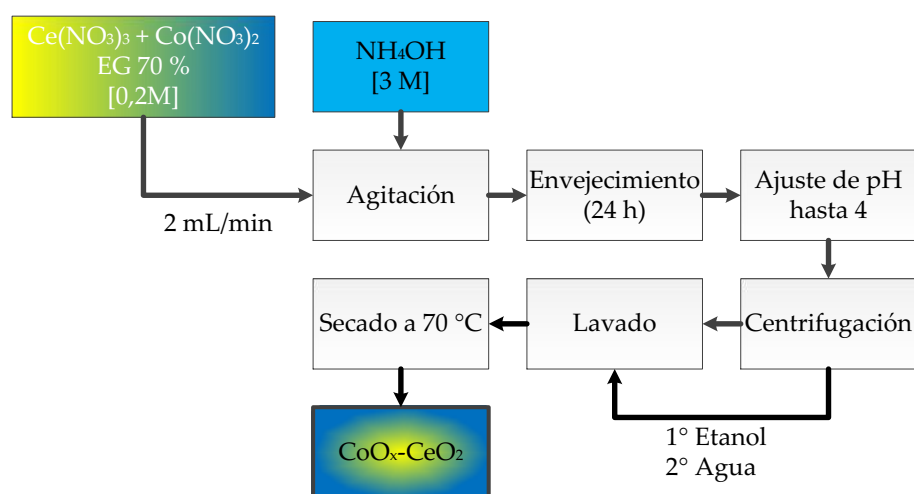 Ce(NO₃)₃ + Co(NO₃)₂
EG 70 %
[0,2M]
NH₄OH
[3 M]
2 mL/min
Agitación
Envejecimiento
(24 h)
Ajuste de pH
hasta 4
Secado a 70 °C
Lavado
Centrifugación
1° Etanol
2° Agua
CoOₓ-CeO₂